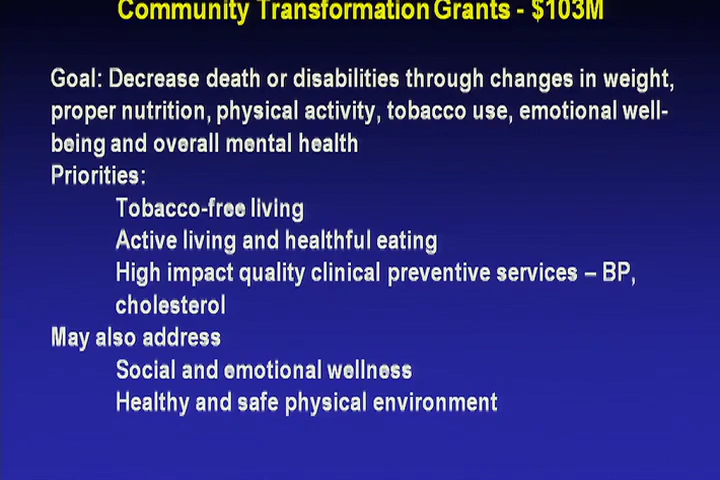 Community Transformation Grants - $103M
Goal: Decrease death or disabilities through changes in weight,
proper nutrition, physical activity, tobacco use, emotional well-
being and overall mental health
Priorities:
Tobacco-free living
Active living and healthful eating
High impact quality clinical preventive services – BP,
cholesterol
May also address
Social and emotional wellness
Healthy and safe physical environment